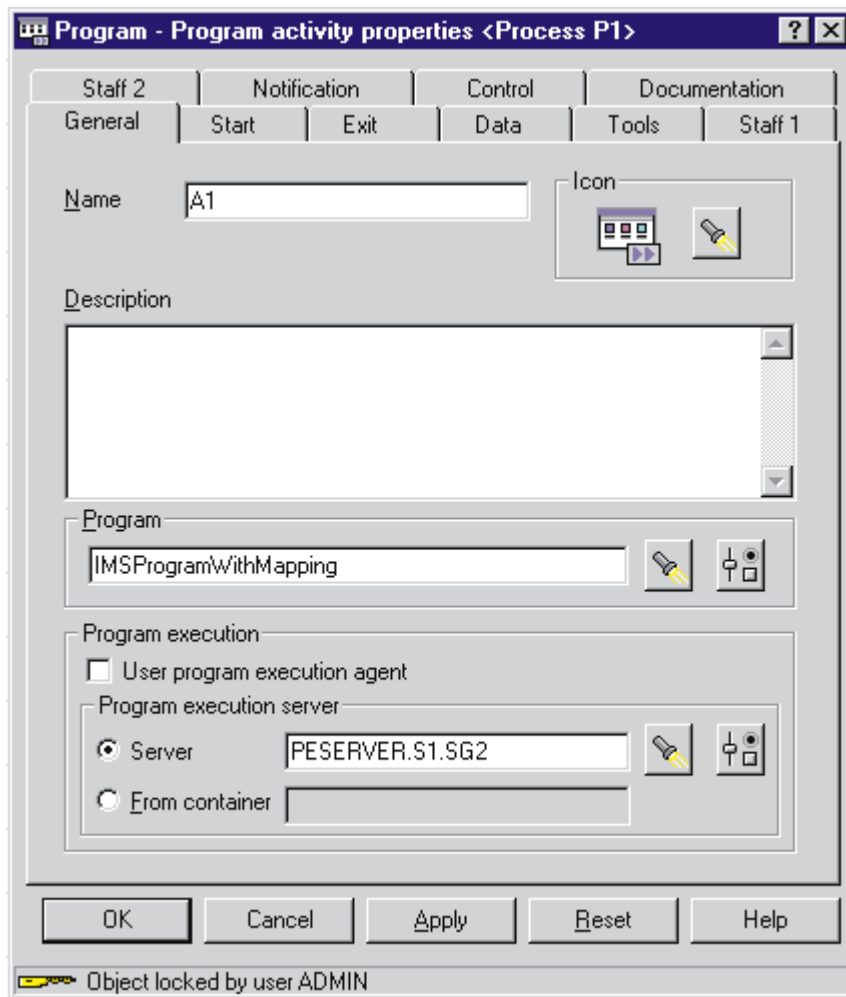 Program - Program activity properties <Process P1>
Staff 2 Notification Control Documentation
General Start Exit Data Tools Staff 1
Name A1 Icon
Description
Program
IMSProgramWithMapping
Program execution
User program execution agent
Program execution server
Server PESERVER.S1.SG2
From container
OK Cancel Apply Reset Help
Object locked by user ADMIN